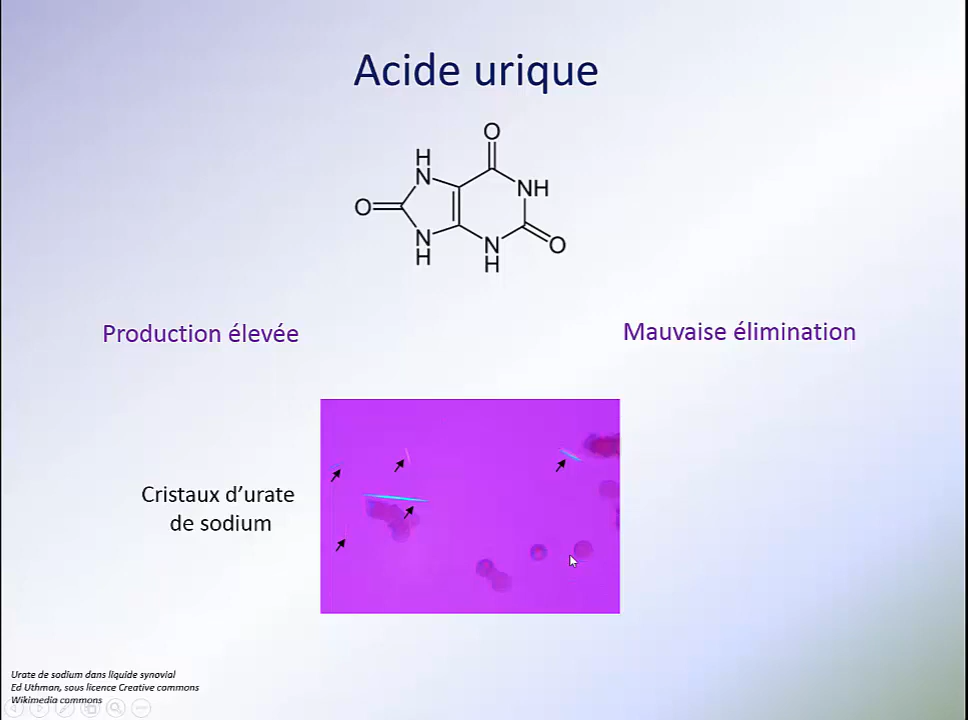 Acide urique
O
H
N
O
NH
N
H
N
H
O
Production élevée
Mauvaise élimination
Cristaux d’urate
de sodium
Urate de sodium dans liquide synovial
Ed Uthman, sous licence Creative commons
Wikimedia commons